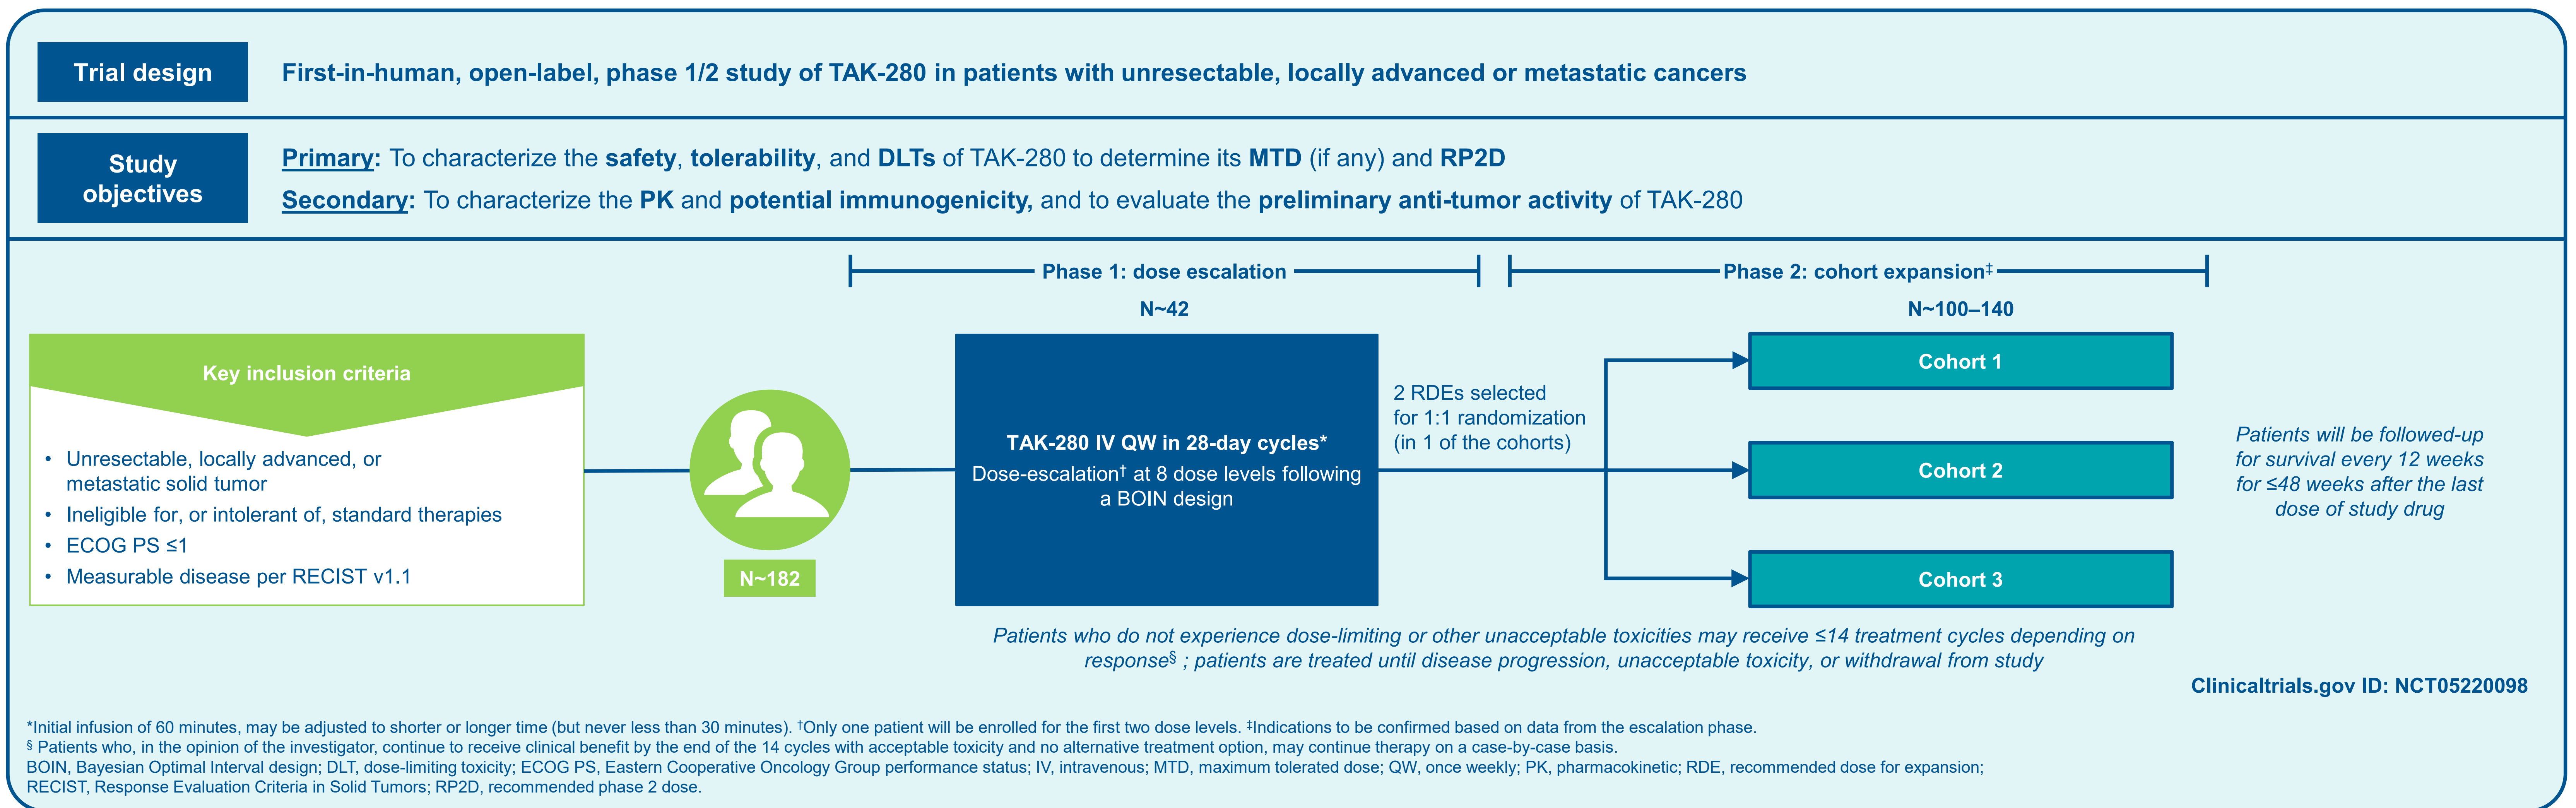 Trial design
First-in-human, open-label, phase 1/2 study of TAK-280 in patients with unresectable, locally advanced or metastatic cancers
Study
objectives
Primary: To characterize the safety, tolerability, and DLTs of TAK-280 to determine its MTD (if any) and RP2D
Secondary: To characterize the PK and potential immunogenicity, and to evaluate the preliminary anti-tumor activity of TAK-280
Phase 1: dose escalation
N~42
Phase 2: cohort expansion‡
N~100–140
Key inclusion criteria
• Unresectable, locally advanced, or
metastatic solid tumor
• Ineligible for, or intolerant of, standard therapies
• ECOG PS ≤1
• Measurable disease per RECIST v1.1
N~182
TAK-280 IV QW in 28-day cycles*
Dose-escalation† at 8 dose levels following
a BOIN design
2 RDEs selected
for 1:1 randomization
(in 1 of the cohorts)
Cohort 1
Cohort 2
Cohort 3
Patients will be followed-up
for survival every 12 weeks
for ≤48 weeks after the last
dose of study drug
Patients who do not experience dose-limiting or other unacceptable toxicities may receive ≤14 treatment cycles depending on
response§ ; patients are treated until disease progression, unacceptable toxicity, or withdrawal from study
Clinicaltrials.gov ID: NCT05220098
*Initial infusion of 60 minutes, may be adjusted to shorter or longer time (but never less than 30 minutes). †Only one patient will be enrolled for the first two dose levels. ‡Indications to be confirmed based on data from the escalation phase.
§ Patients who, in the opinion of the investigator, continue to receive clinical benefit by the end of the 14 cycles with acceptable toxicity and no alternative treatment option, may continue therapy on a case-by-case basis.
BOIN, Bayesian Optimal Interval design; DLT, dose-limiting toxicity; ECOG PS, Eastern Cooperative Oncology Group performance status; IV, intravenous; MTD, maximum tolerated dose; QW, once weekly; PK, pharmacokinetic; RDE, recommended dose for expansion;
RECIST, Response Evaluation Criteria in Solid Tumors; RP2D, recommended phase 2 dose.